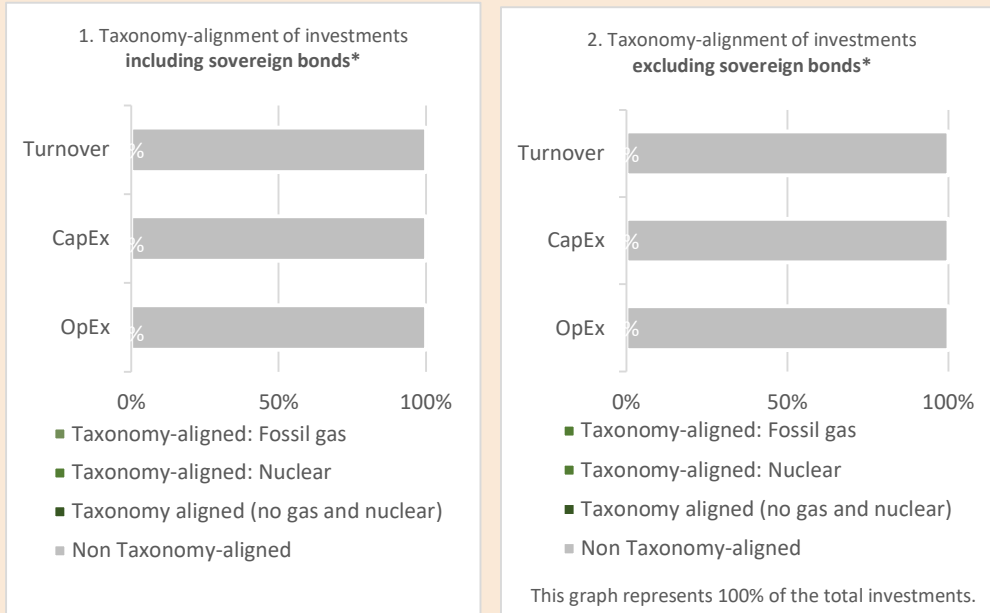 1. Taxonomy-alignment of investments
including sovereign bonds*
Turnover
%
CapEx
%
OpEx
%
0% 50% 100%
Taxonomy-aligned: Fossil gas
Taxonomy-aligned: Nuclear
Taxonomy aligned (no gas and nuclear)
Non Taxonomy-aligned
2. Taxonomy-alignment of investments
excluding sovereign bonds*
Turnover
%
CapEx
%
OpEx
%
0% 50% 100%
Taxonomy-aligned: Fossil gas
Taxonomy-aligned: Nuclear
Taxonomy aligned (no gas and nuclear)
Non Taxonomy-aligned
This graph represents 100% of the total investments.